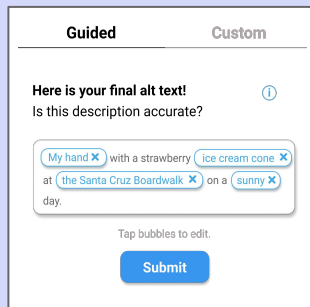 Guided Custom
Here is your final alt text!
Is this description accurate?
My hand × with a strawberry ice cream cone ×
at the Santa Cruz Boardwalk × on a sunny ×
day.
Tap bubbles to edit.
Submit